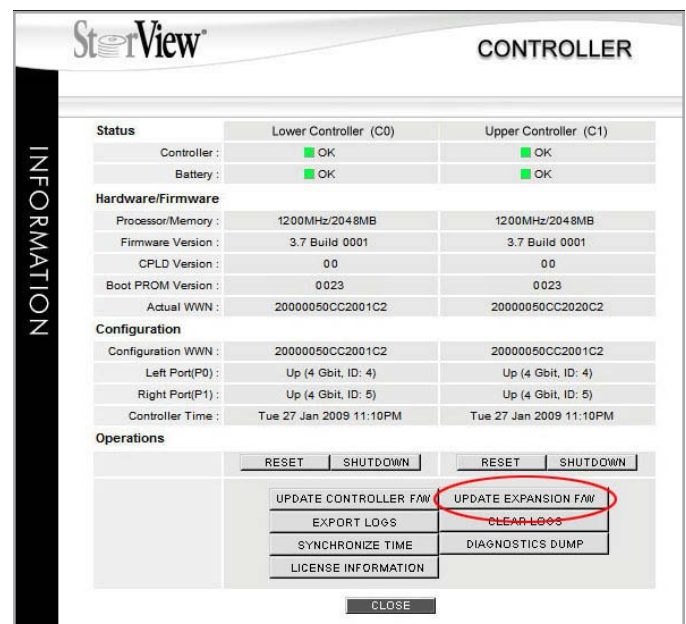 StorView
CONTROLLER
INFORMATION
Status Lower Controller (C0) Upper Controller (C1)
Controller : OK OK
Battery : OK OK
Hardware/Firmware
Processor/Memory : 1200MHz/2048MB 1200MHz/2048MB
Firmware Version : 3.7 Build 0001 3.7 Build 0001
CPLD Version : 00 00
Boot PROM Version : 0023 0023
Actual WWN : 20000050CC2001C2 20000050CC2020C2
Configuration
Configuration WWN : 20000050CC2001C2 20000050CC2001C2
Left Port(P0) : Up (4 Gbit, ID: 4) Up (4 Gbit, ID: 4)
Right Port(P1) : Up (4 Gbit, ID: 5) Up (4 Gbit, ID: 5)
Controller Time : Tue 27 Jan 2009 11:10PM Tue 27 Jan 2009 11:10PM
Operations
RESET SHUTDOWN RESET SHUTDOWN
UPDATE CONTROLLER F/W UPDATE EXPANSION F/W
EXPORT LOGS CLEAR LOGS
SYNCHRONIZE TIME DIAGNOSTICS DUMP
LICENSE INFORMATION
CLOSE